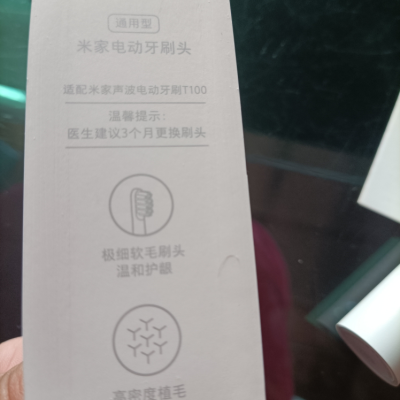 通用型
米家电动牙刷头
适配米家声波电动牙刷T100
温馨提示：
医生建议3个月更换刷头
极细软毛刷头
温和护龈
高密度植毛